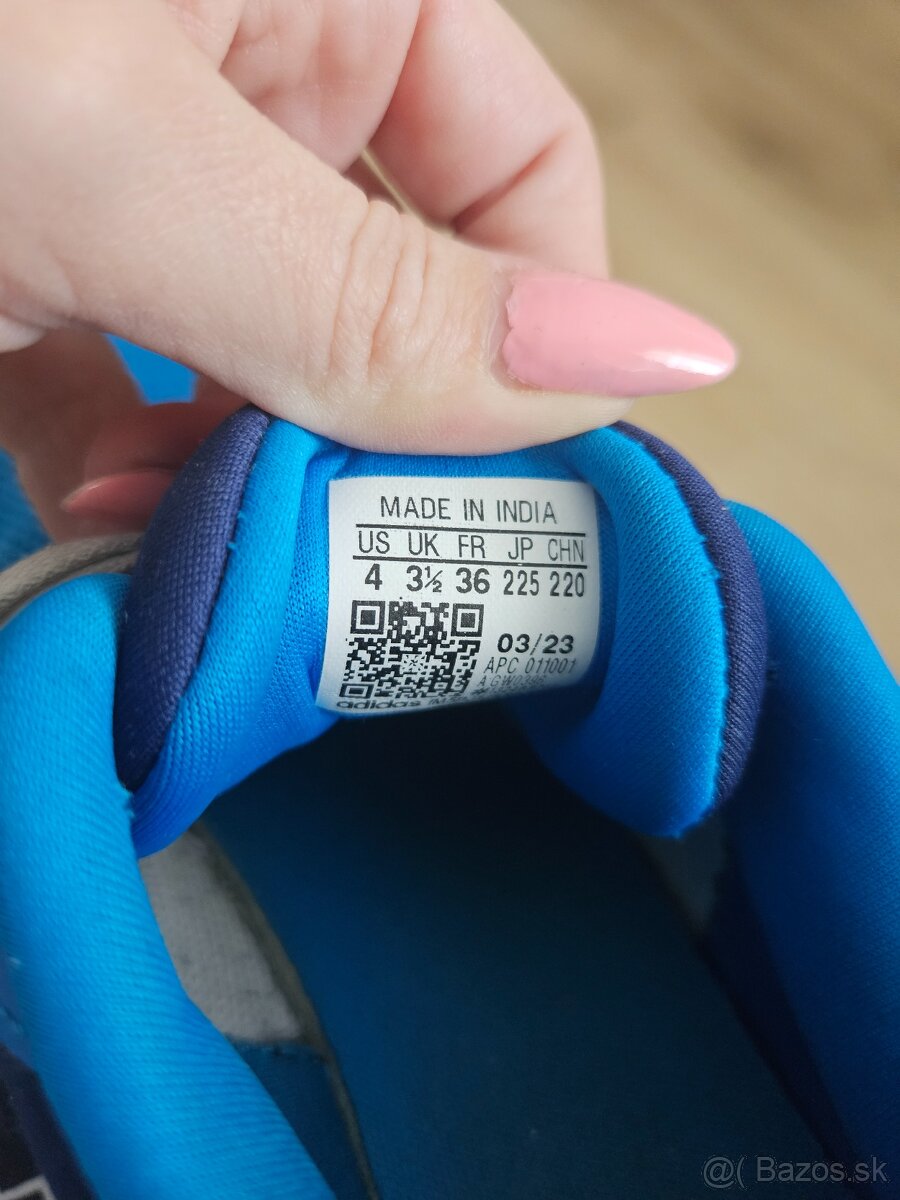 MADE IN INDIA
US UK FR JP CHN
4 3½ 36 225 220
03/23
APC 011001
adidas
@( Bazos.sk